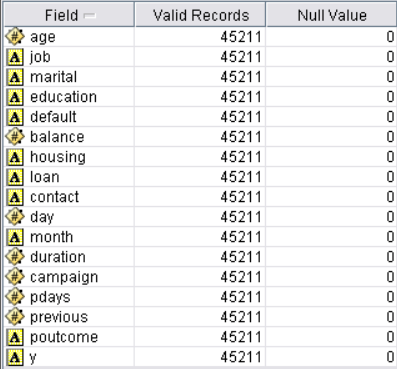 Field Valid Records Null Value
# age 45211 0
A job 45211 0
A marital 45211 0
A education 45211 0
A default 45211 0
# balance 45211 0
A housing 45211 0
A loan 45211 0
A contact 45211 0
# day 45211 0
A month 45211 0
# duration 45211 0
# campaign 45211 0
# pdays 45211 0
# previous 45211 0
A poutcome 45211 0
A y 45211 0